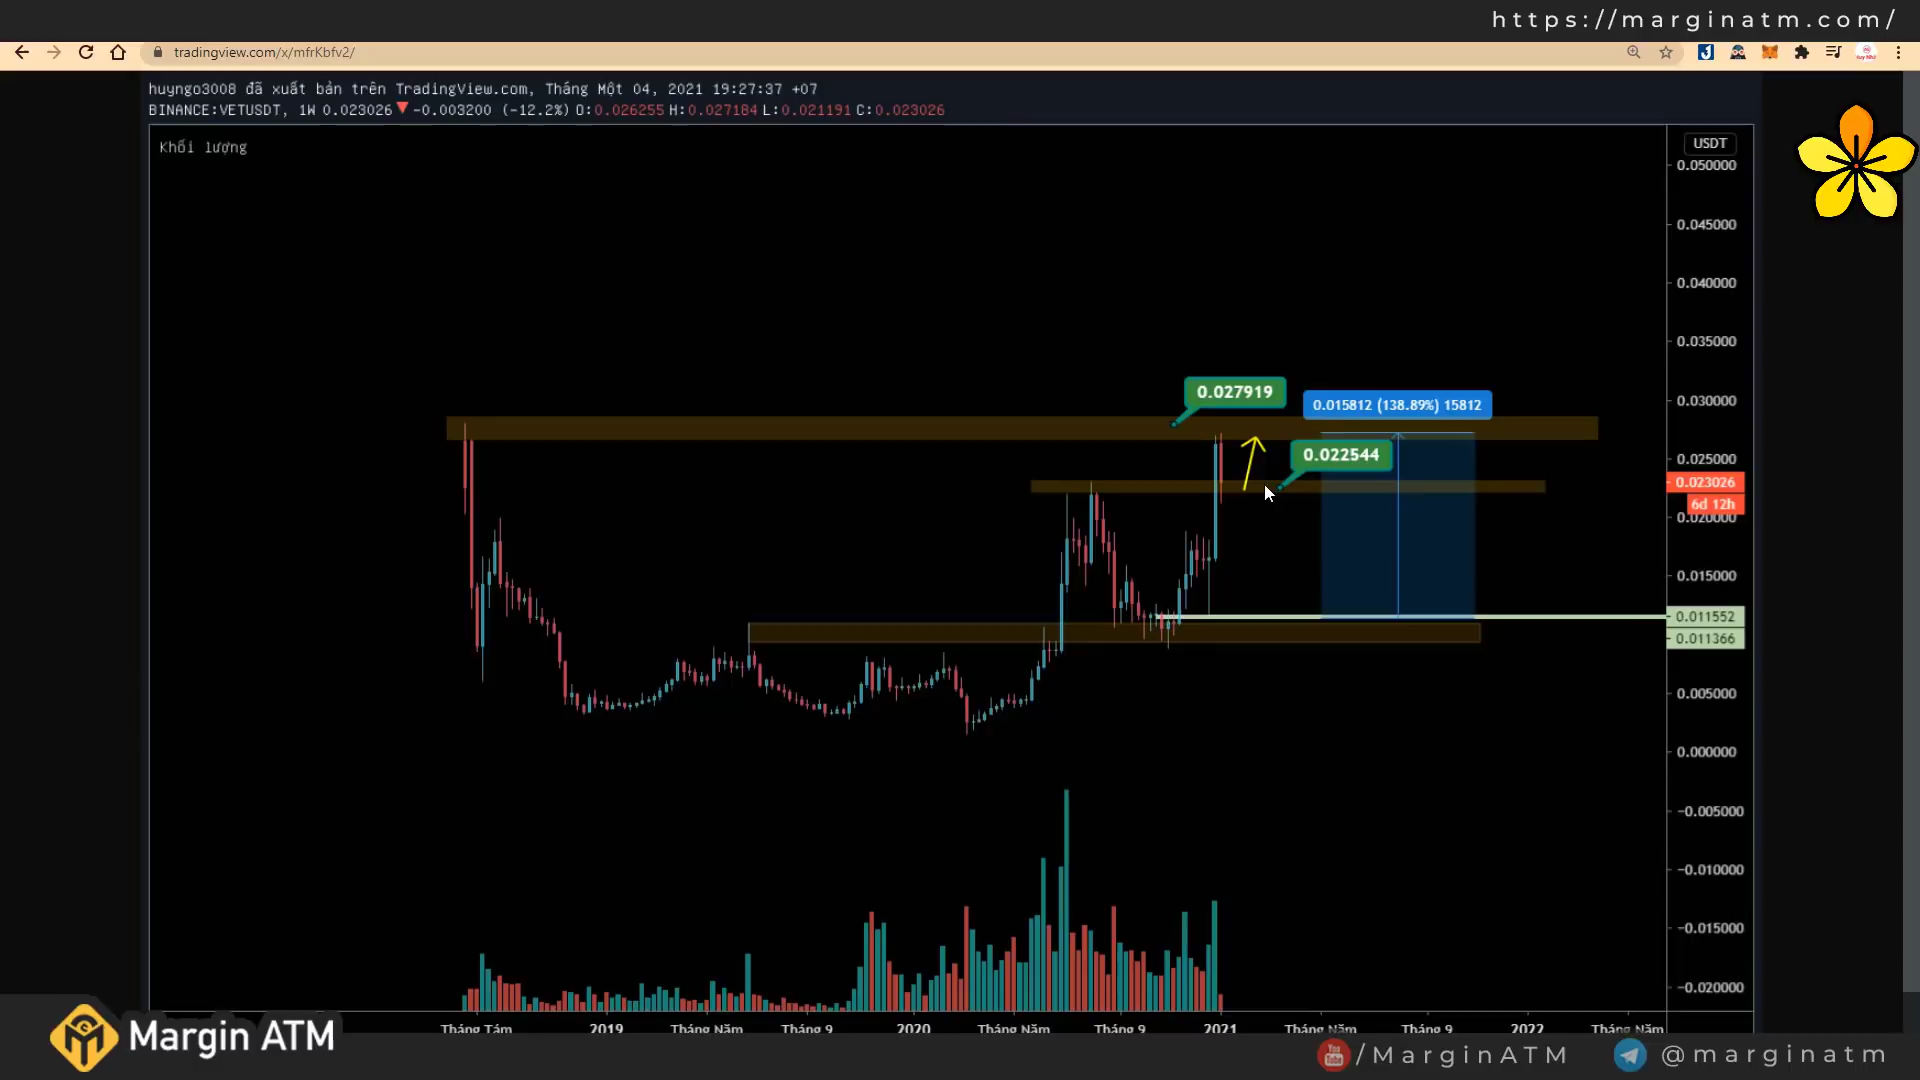 https://marginatm.com/
tradingview.com/x/mfrKbfv2/
huyngo3008 đã xuất bản trên TradingView.com, Tháng Một 04, 2021 19:27:37 +07
BINANCE:VETUSDT, 1W 0.023026 ▼ −0.003200 (−12.2%) O:0.026255 H:0.027184 L:0.021191 C:0.023026
Khối lượng
USDT
0.050000
0.045000
0.040000
0.035000
0.027919
0.015812 (138.89%) 15812
0.030000
0.022544
0.025000
0.023026
6d 12h
0.020000
0.015000
0.011552
0.011366
0.005000
0.000000
−0.005000
−0.010000
−0.015000
−0.020000
Tháng Tám 2019 Tháng Năm Tháng 9 2020 Tháng Năm Tháng 9 2021 Tháng Năm Tháng 9 2022 Tháng Năm
Margin ATM
/MarginATM
@marginatm